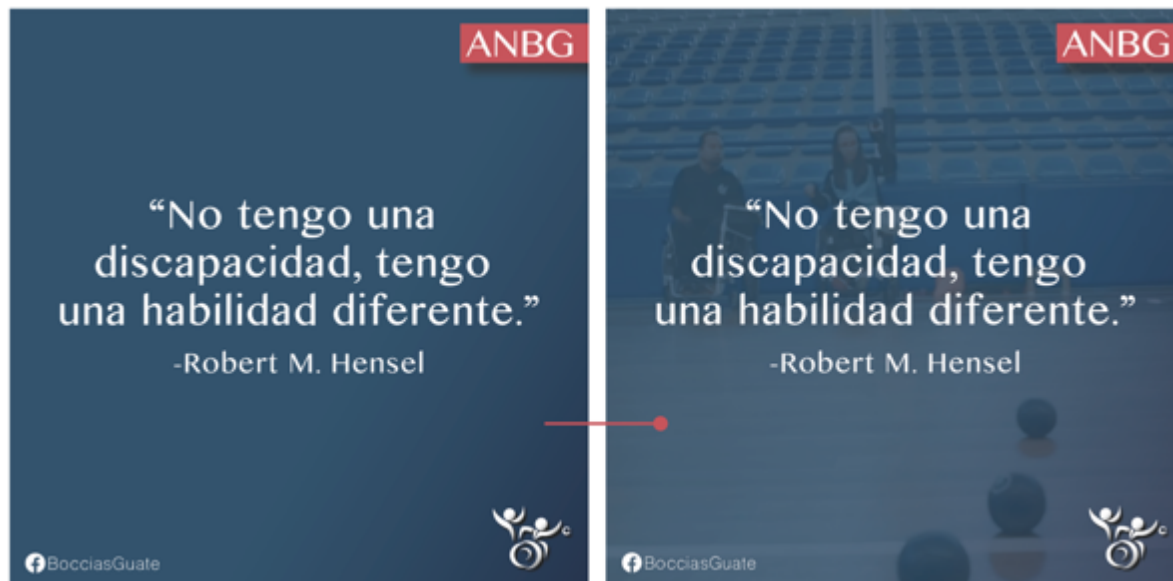 ANBG
“No tengo una
discapacidad, tengo
una habilidad diferente.”
-Robert M. Hensel
BocciasGuate
ANBG
“No tengo una
discapacidad, tengo
una habilidad diferente.”
-Robert M. Hensel
BocciasGuate